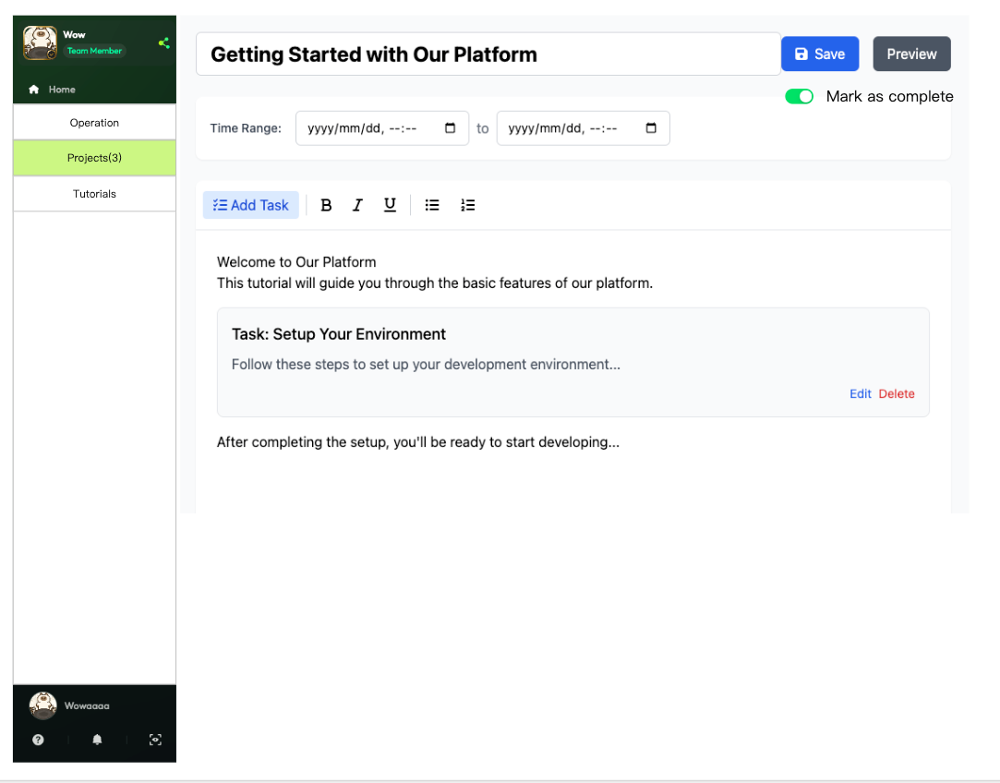 Wow
Team Member
Home
Operation
Projects(3)
Tutorials
Wowaaaa
Getting Started with Our Platform
Save
Preview
Mark as complete
Time Range: yyyy/mm/dd, --:-- to yyyy/mm/dd, --:--
Add Task B I U
Welcome to Our Platform
This tutorial will guide you through the basic features of our platform.
Task: Setup Your Environment
Follow these steps to set up your development environment...
Edit Delete
After completing the setup, you'll be ready to start developing...